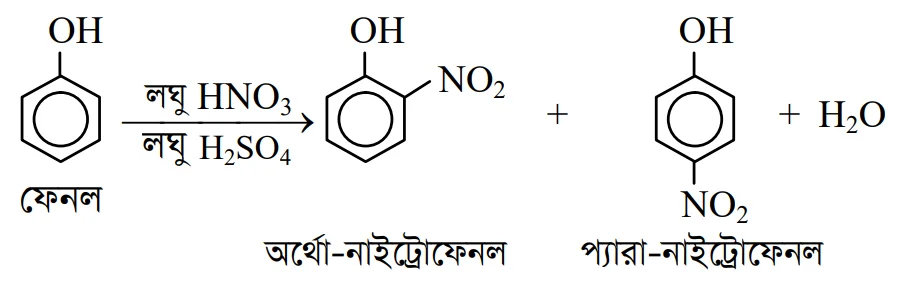 OH OH OH
লঘু HNO₃ NO₂
+ + H₂O
লঘু H₂SO₄
ফেনল NO₂
অর্থো-নাইট্রোফেনল প্যারা-নাইট্রোফেনল